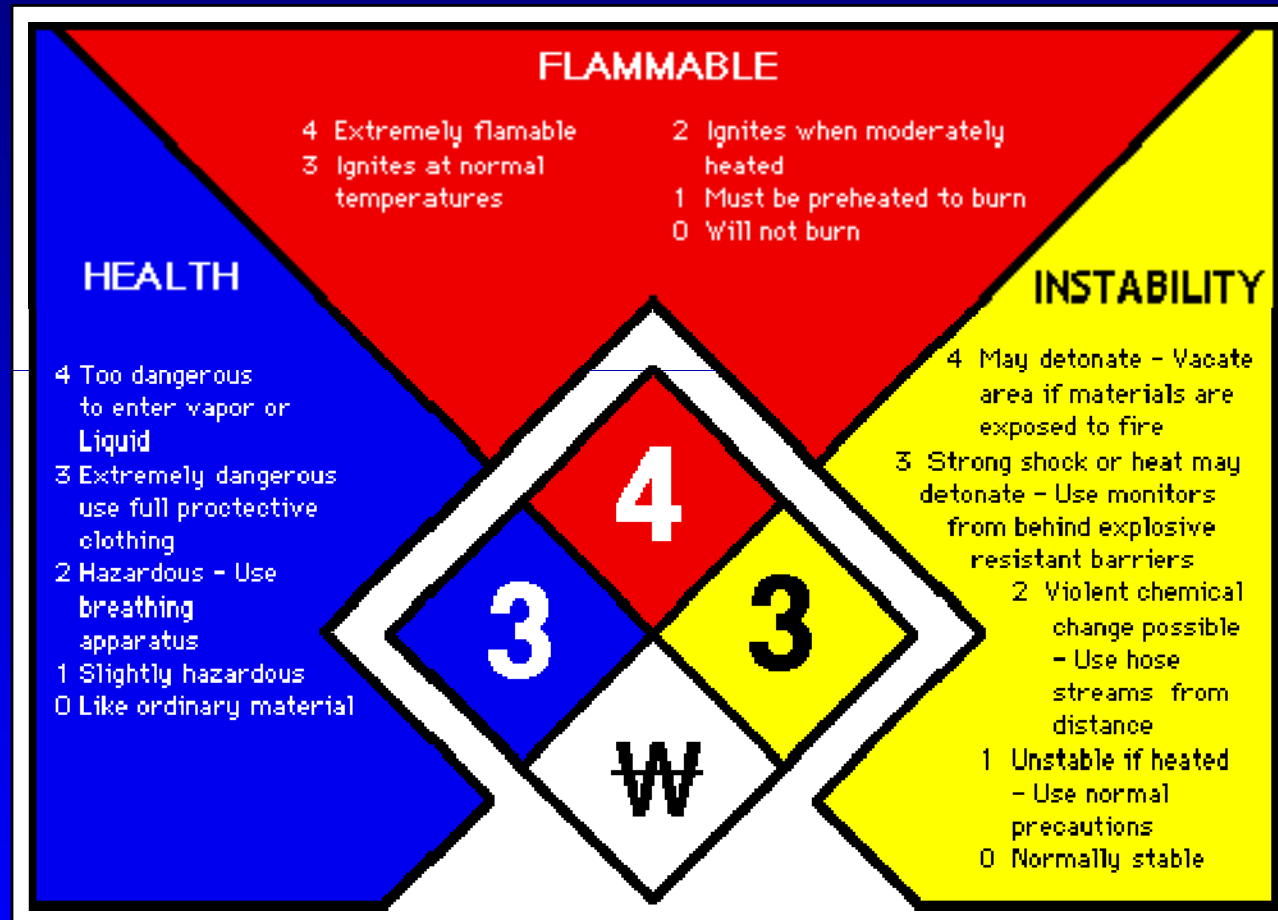 FLAMMABLE
4 Extremely flamable
3 Ignites at normal
temperatures
2 Ignites when moderately
heated
1 Must be preheated to burn
0 Will not burn
HEALTH
4 Too dangerous
to enter vapor or
Liquid
3 Extremely dangerous
use full proctective
clothing
2 Hazardous - Use
breathing
apparatus
1 Slightly hazardous
0 Like ordinary material
INSTABILITY
4 May detonate - Vacate
area if materials are
exposed to fire
3 Strong shock or heat may
detonate - Use monitors
from behind explosive
resistant barriers
2 Violent chemical
change possible
- Use hose
streams from
distance
1 Unstable if heated
- Use normal
precautions
0 Normally stable
4
3
3
W